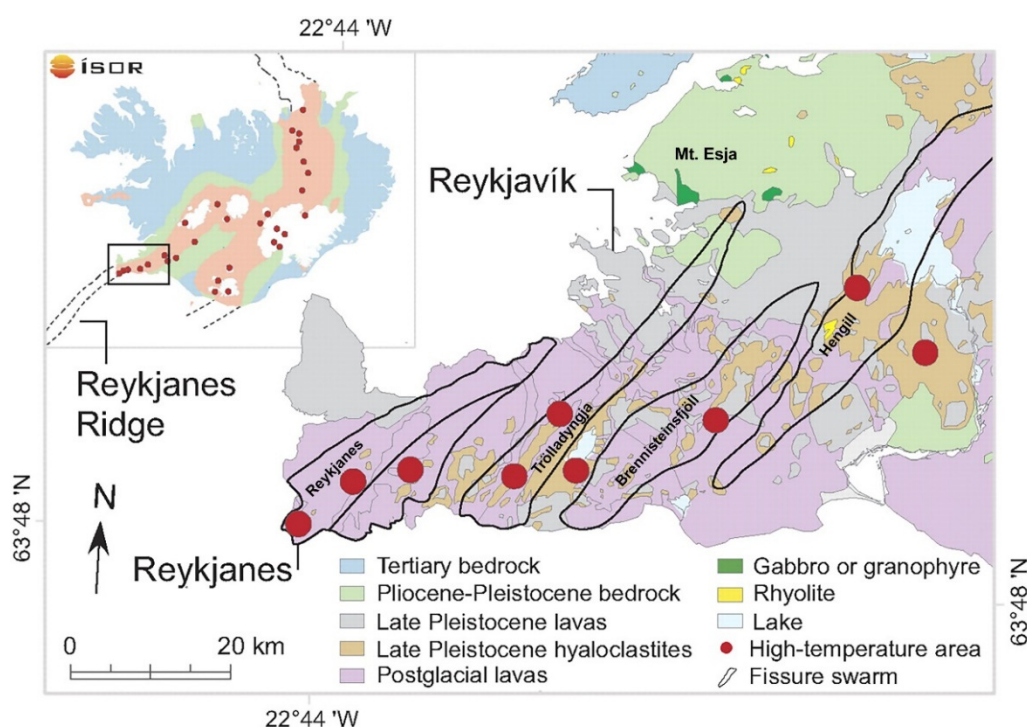 22°44 'W
ÍSOR
Mt. Esja
Reykjavík
Reykjanes
Ridge
Hengill
Trölladyngja
Brennisteinsfjöll
Reykjanes
N
63°48 'N
Reykjanes
63°48 'N
0 20 km
Tertiary bedrock
Pliocene-Pleistocene bedrock
Late Pleistocene lavas
Late Pleistocene hyaloclastites
Postglacial lavas
Gabbro or granophyre
Rhyolite
Lake
High-temperature area
Fissure swarm
22°44 'W